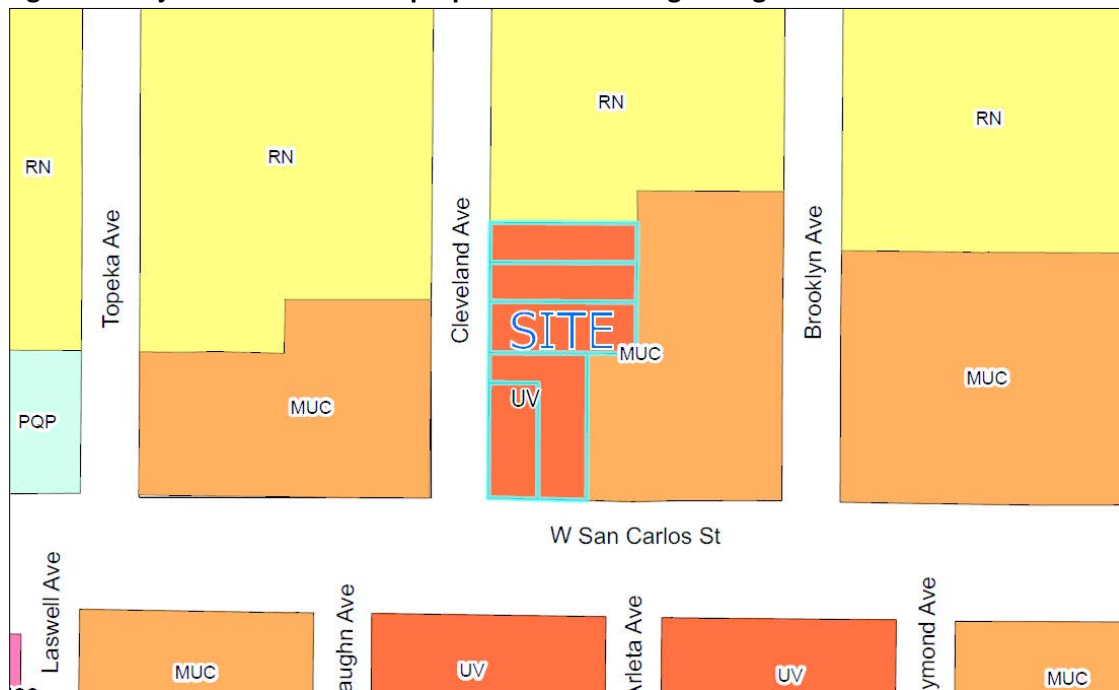 RN
RN
RN
RN
Topeka Ave
Cleveland Ave
Brooklyn Ave
SITE
MUC
MUC
MUC
UV
PQP
W San Carlos St
Laswell Ave
aughn Ave
Arleta Ave
ymond Ave
MUC
UV
UV
MUC